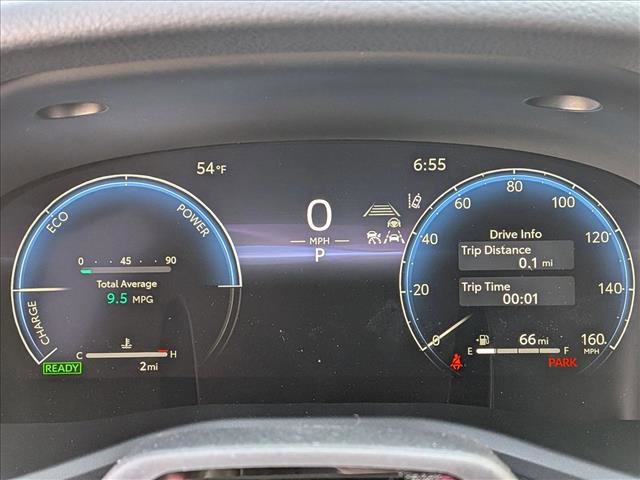 54°F
6:55
ECO
POWER
CHARGE
0 45 90
Total Average
9.5 MPG
C H
2mi
READY
0
MPH
P
0 20 40 60 80 100 120 140 160
MPH
Drive Info
Trip Distance
0.1 mi
Trip Time
00:01
66 mi
E F
PARK